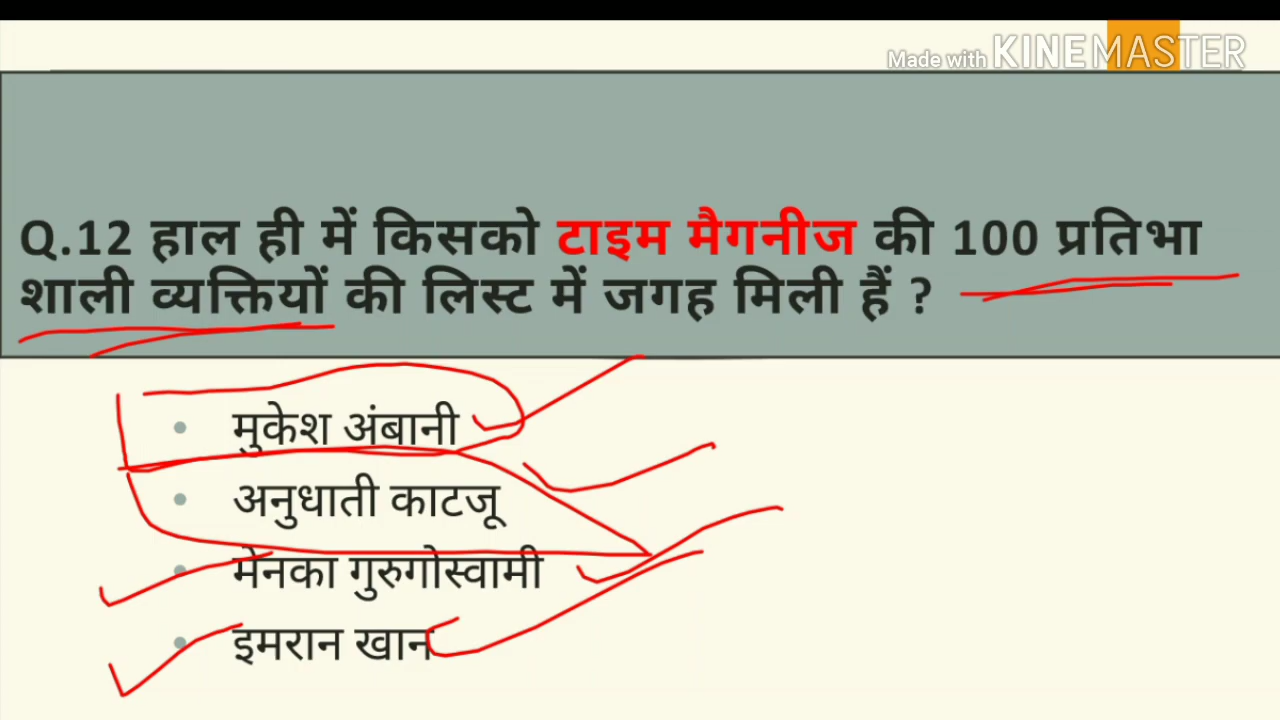 Made with KINEMASTER
Q.12 हाल ही में किसको टाइम मैगनीज की 100 प्रतिभा
शाली व्यक्तियों की लिस्ट में जगह मिली हैं ?
• मुकेश अंबानी
• अनुधाती काटजू
• मेनका गुरुगोस्वामी
• इमरान खान